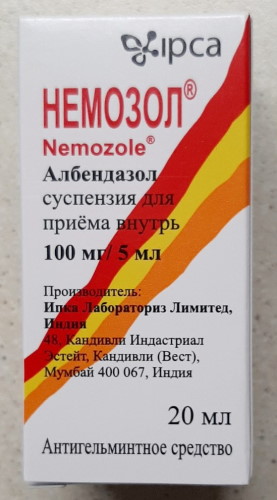 ipca
НЕМОЗОЛ®
Nemozole®
Албендазол
суспензия для
приёма внутрь
100 мг/ 5 мл
Производитель:
Ипка Лабораториз Лимитед,
Индия
48, Кандивли Индастриал
Эстейт, Кандивли (Вест),
Мумбай 400 067, Индия
20 мл
Антигельминтное средство